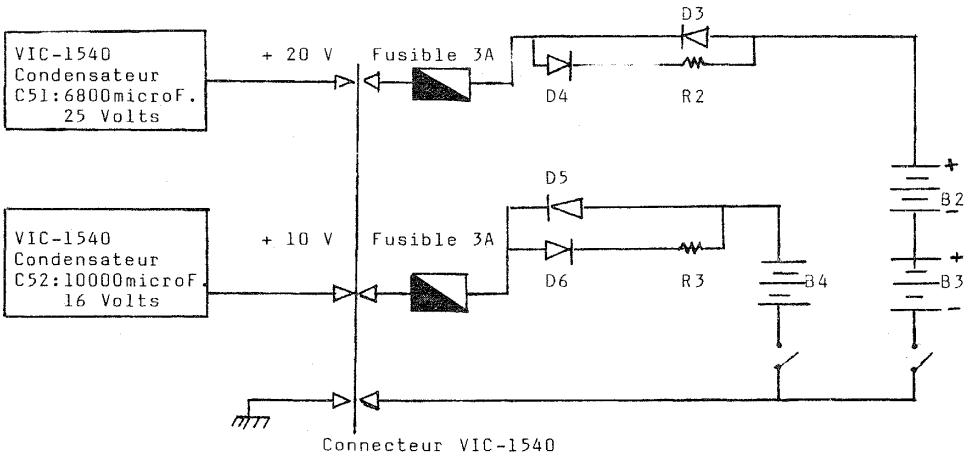 D3
VIC-1540
Condensateur
C51:6800microF.
25 Volts
+ 20 V
Fusible 3A
D4
R2
+
B2
-
D5
VIC-1540
Condensateur
C52:10000microF.
16 Volts
+ 10 V
Fusible 3A
D6
R3
B4
+
B3
-
Connecteur VIC-1540